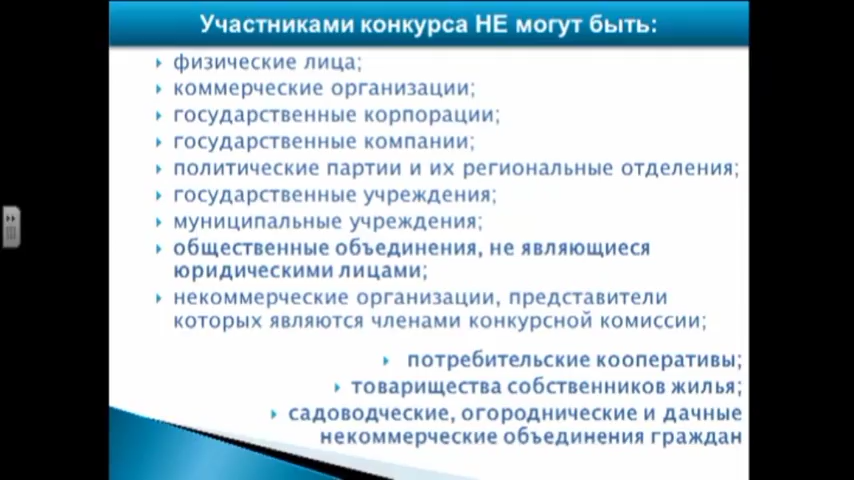 Участниками конкурса НЕ могут быть:
физические лица;
коммерческие организации;
государственные корпорации;
государственные компании;
политические партии и их региональные отделения;
государственные учреждения;
муниципальные учреждения;
общественные объединения, не являющиеся
юридическими лицами;
некоммерческие организации, представители
которых являются членами конкурсной комиссии;
потребительские кооперативы;
товарищества собственников жилья;
садоводческие, огороднические и дачные
некоммерческие объединения граждан